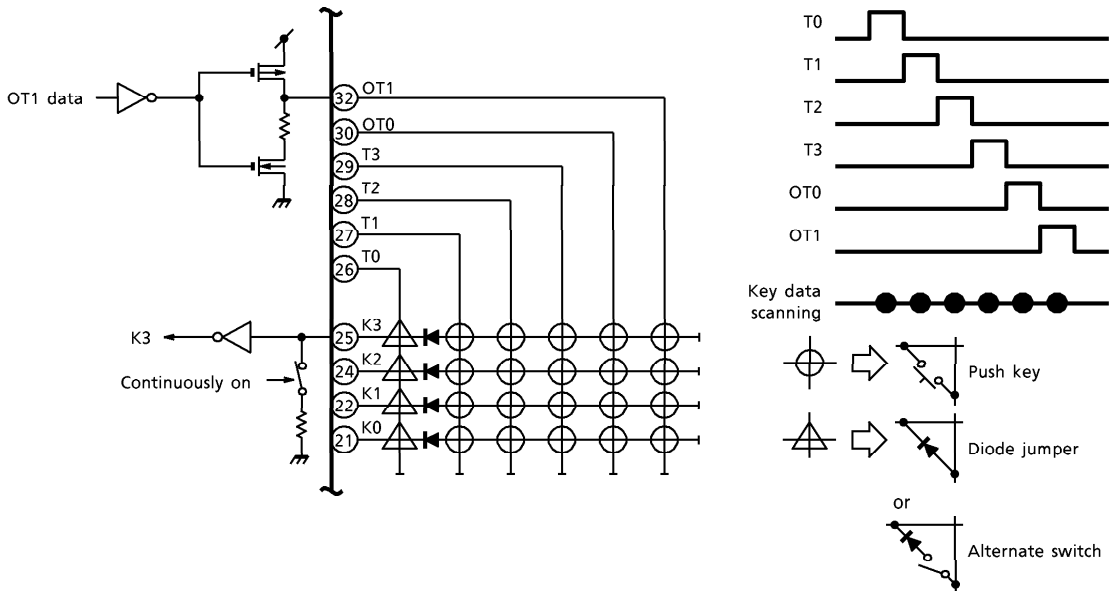 OT1 data
32 OT1
30 OT0
29 T3
28 T2
27 T1
26 T0
K3
25 K3
Continuously on
24 K2
22 K1
21 K0
T0
T1
T2
T3
OT0
OT1
Key data
scanning
Push key
Diode jumper
or
Alternate switch